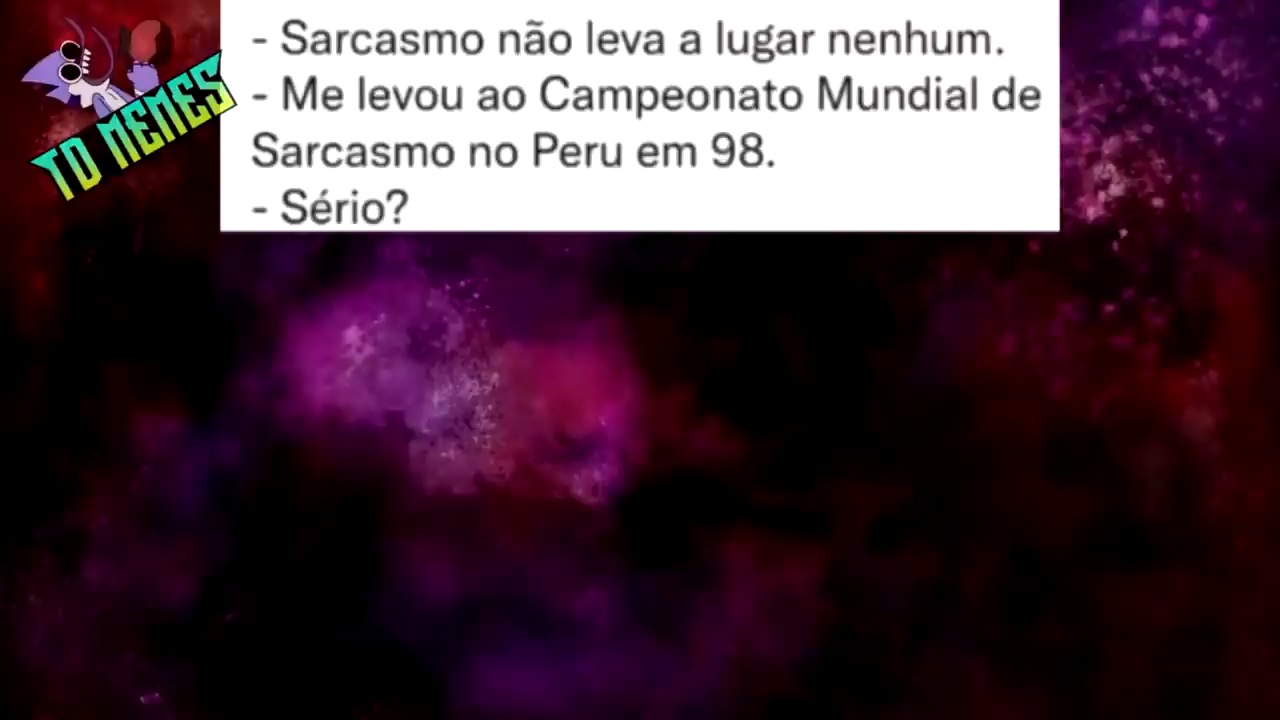 - Sarcasmo não leva a lugar nenhum.
- Me levou ao Campeonato Mundial de
Sarcasmo no Peru em 98.
- Sério?
TD MEMES